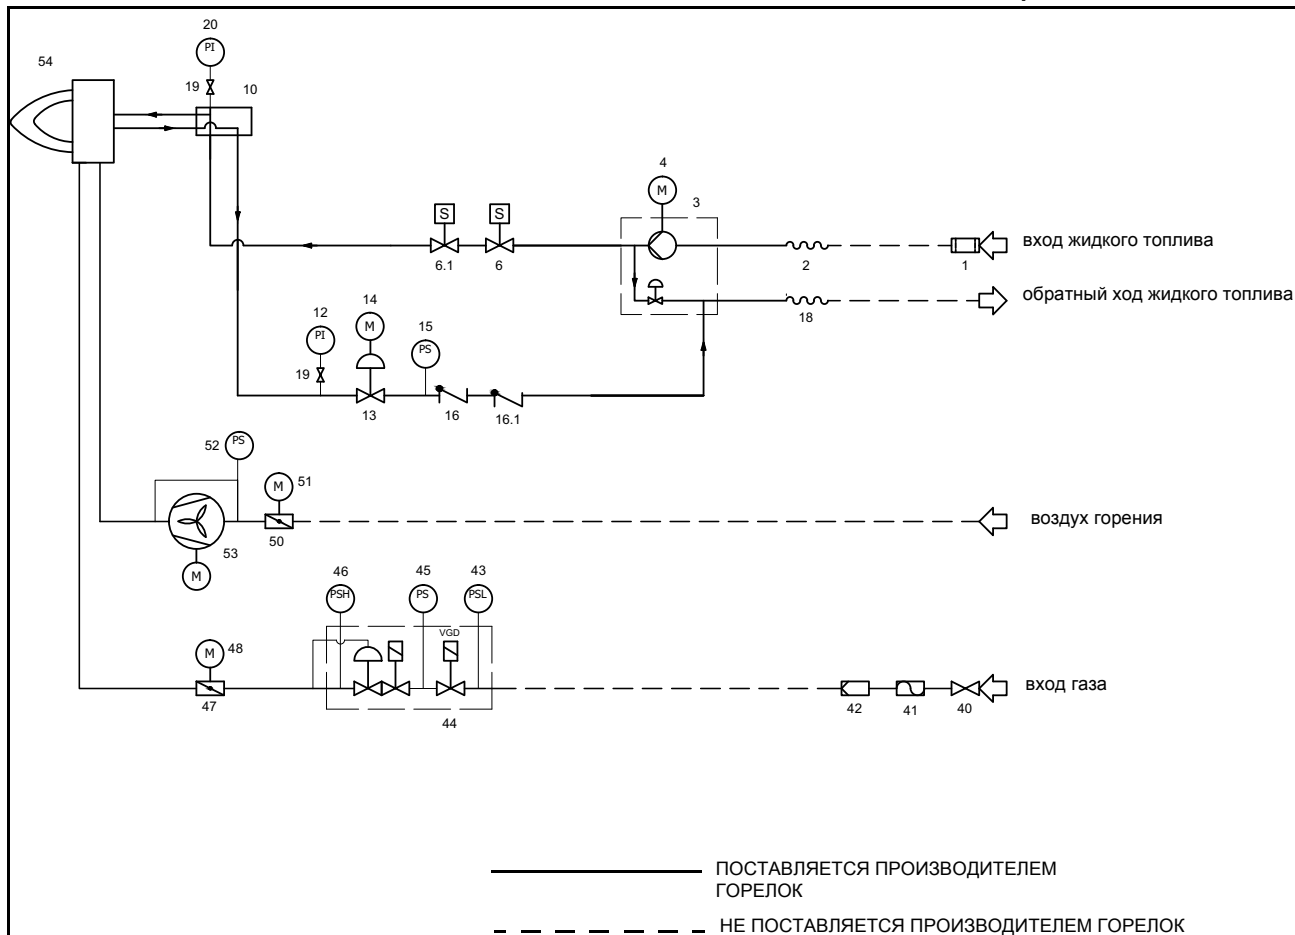 20
PI
54
19
10
4
M
3
S
S
вход жидкого топлива
6.1
6
2
1
обратный ход жидкого топлива
14
12
M
15
18
PI
PS
19
13
16
16.1
52
PS
51
M
воздух горения
50
53
M
46
45
43
PSH
PS
PSL
VGD
M
48
вход газа
47
44
42
41
40
ПОСТАВЛЯЕТСЯ ПРОИЗВОДИТЕЛЕМ
ГОРЕЛОК
НЕ ПОСТАВЛЯЕТСЯ ПРОИЗВОДИТЕЛЕМ ГОРЕЛОК